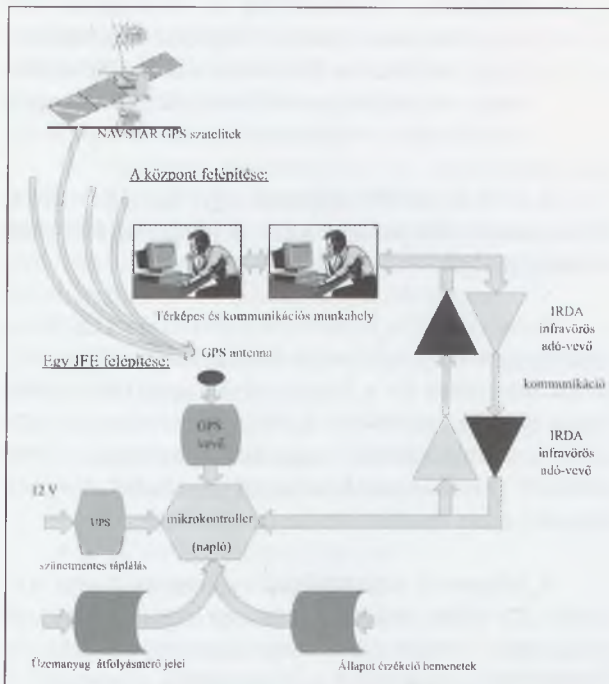 NAVSTAR GPS szatelitek
A központ felépítése:
Térképes és kommunikációs munkahely
IRDA
infravörös
adó-vevő
kommunikáció
IRDA
infravörös
adó-vevő
Egy JFE felépítése:
GPS antenna
GPS
vevő
12 V
UPS
mikrokontroller
(napló)
szünetmentes táplálás
Üzemanyag átfolyásmérő jelei
Állapot érzékelő bemenetek